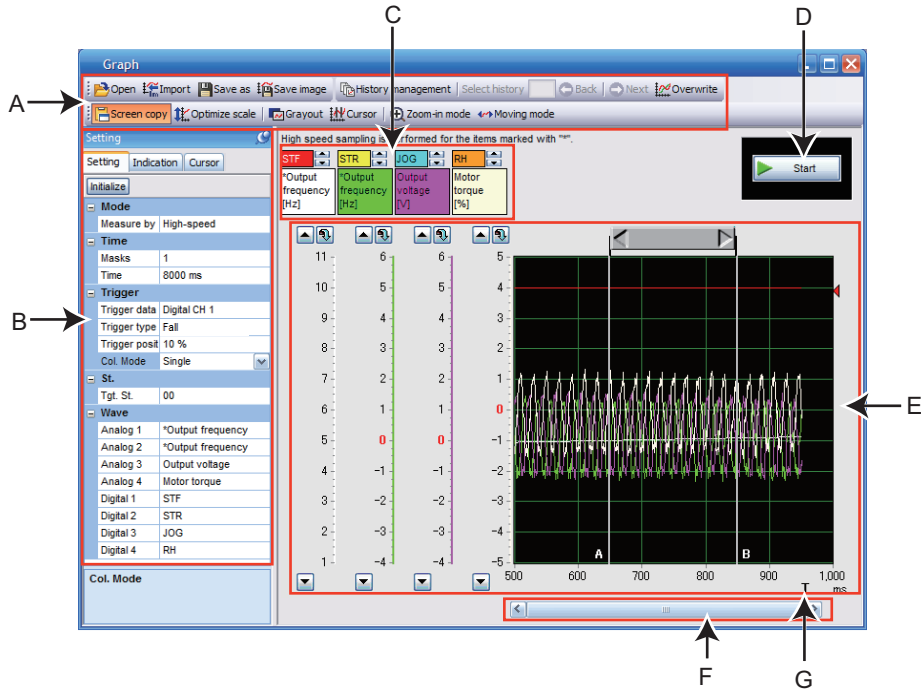 C
D
Graph
A
Open Import Save as Save image History management Select history Back Next Overwrite
Screen copy Optimize scale Grayout Cursor Zoom-in mode Moving mode
Setting
High speed sampling is performed for the items marked with "*".
Setting Indication Cursor
STF STR JOG RH
Start
Initialize
*Output frequency [Hz]
*Output frequency [Hz]
Output voltage [V]
Motor torque [%]
Mode
Measure by High-speed
Time
Masks 1
Time 8000 ms
Trigger
Trigger data Digital CH 1
B
Trigger type Fall
Trigger posit 10 %
Col. Mode Single
St.
Tgt. St. 00
Wave
Analog 1 *Output frequency
Analog 2 *Output frequency
Analog 3 Output voltage
Analog 4 Motor torque
Digital 1 STF
Digital 2 STR
Digital 3 JOG
Digital 4 RH
Col. Mode
11 6 6 5
10 5 5 4
9 4 4 3
8 3 3 2
7 2 2 1
6 1 1 0
E
5 0 0 -1
4 -1 -1 -2
3 -2 -2 -3
2 -3 -3 -4
1 -4 -4 -5
A B
500 600 700 800 900 1,000
T ms
F
G